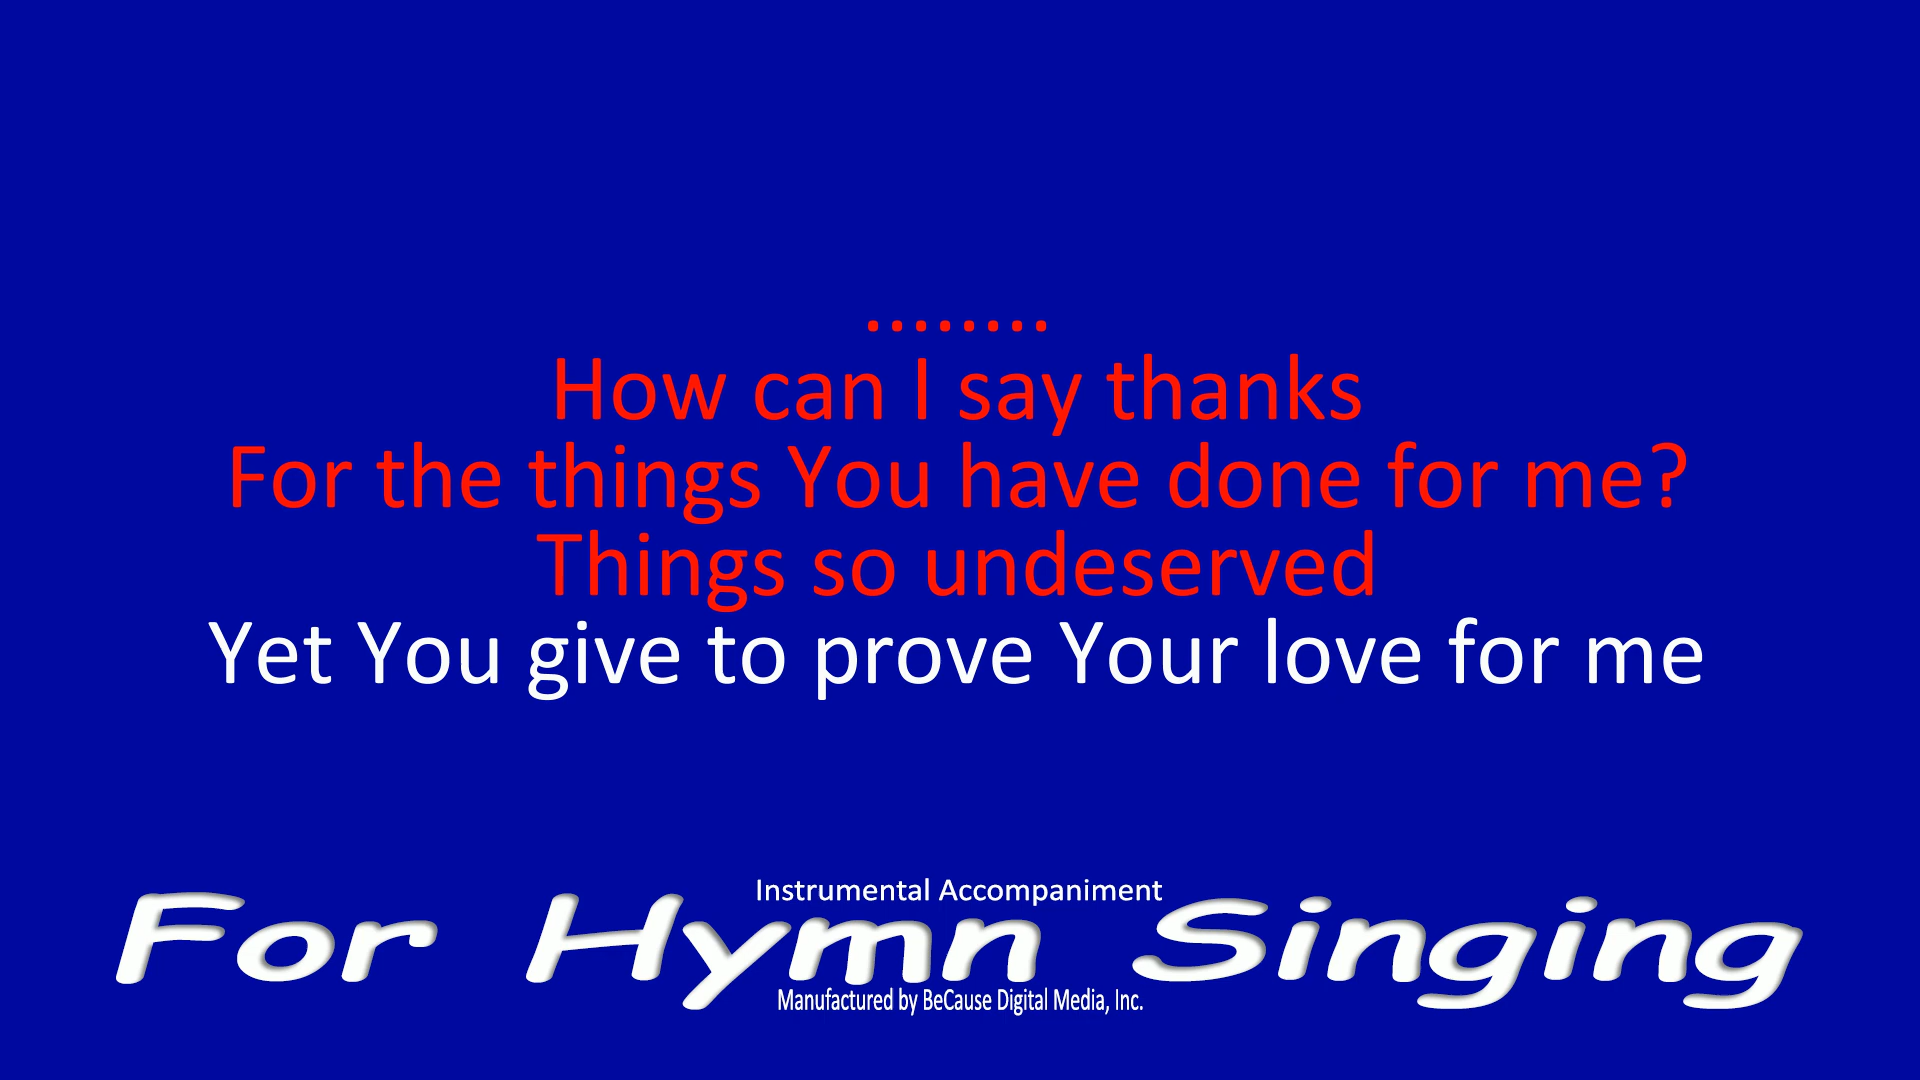 ........
How can I say thanks
For the things You have done for me?
Things so undeserved
Yet You give to prove Your love for me
Instrumental Accompaniment
For Hymn Singing
Manufactured by BeCause Digital Media, Inc.